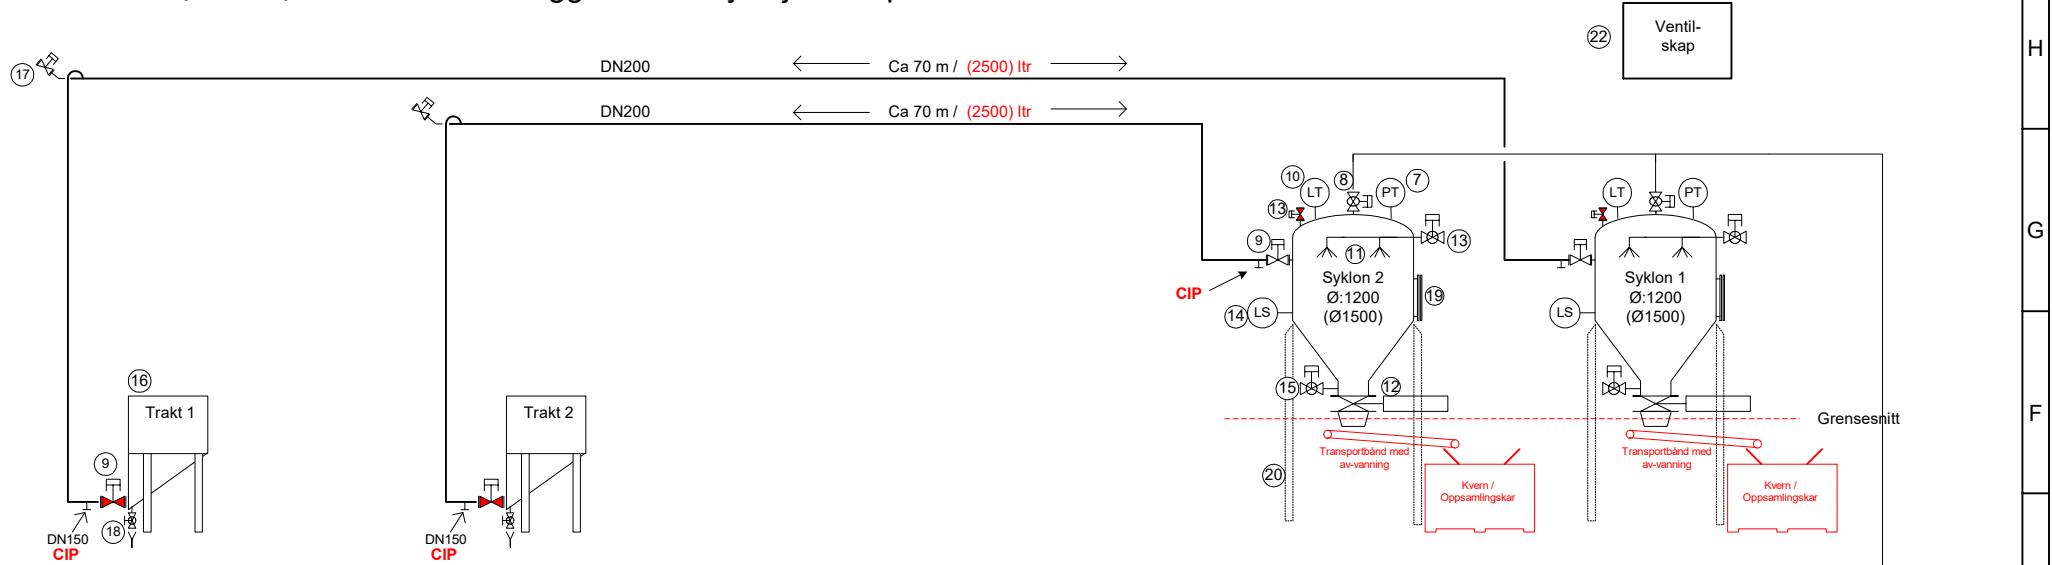 22
Ventil-
skap
H
17
DN200
Ca 70 m / (2500) ltr
DN200
Ca 70 m / (2500) ltr
10
LT
8
PT
7
LT
PT
13
9
11
13
G
CIP
Syklon 2
Ø:1200
(Ø1500)
19
Syklon 1
Ø:1200
(Ø1500)
14
LS
LS
16
15
12
Trakt 1
Trakt 2
Grensesnitt
F
Transportbånd med
av-vanning
Transportbånd med
av-vanning
9
20
Kvern /
Oppsamlingskar
Kvern /
Oppsamlingskar
18
DN150
CIP
DN150
CIP